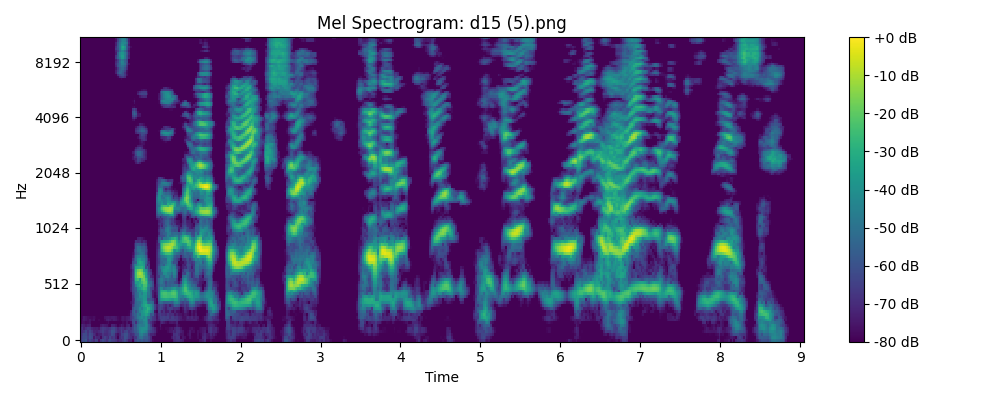 Mel Spectrogram: d15 (5).png
Hz
8192
4096
2048
1024
512
0
0 1 2 3 4 5 6 7 8 9
Time
+0 dB
-10 dB
-20 dB
-30 dB
-40 dB
-50 dB
-60 dB
-70 dB
-80 dB